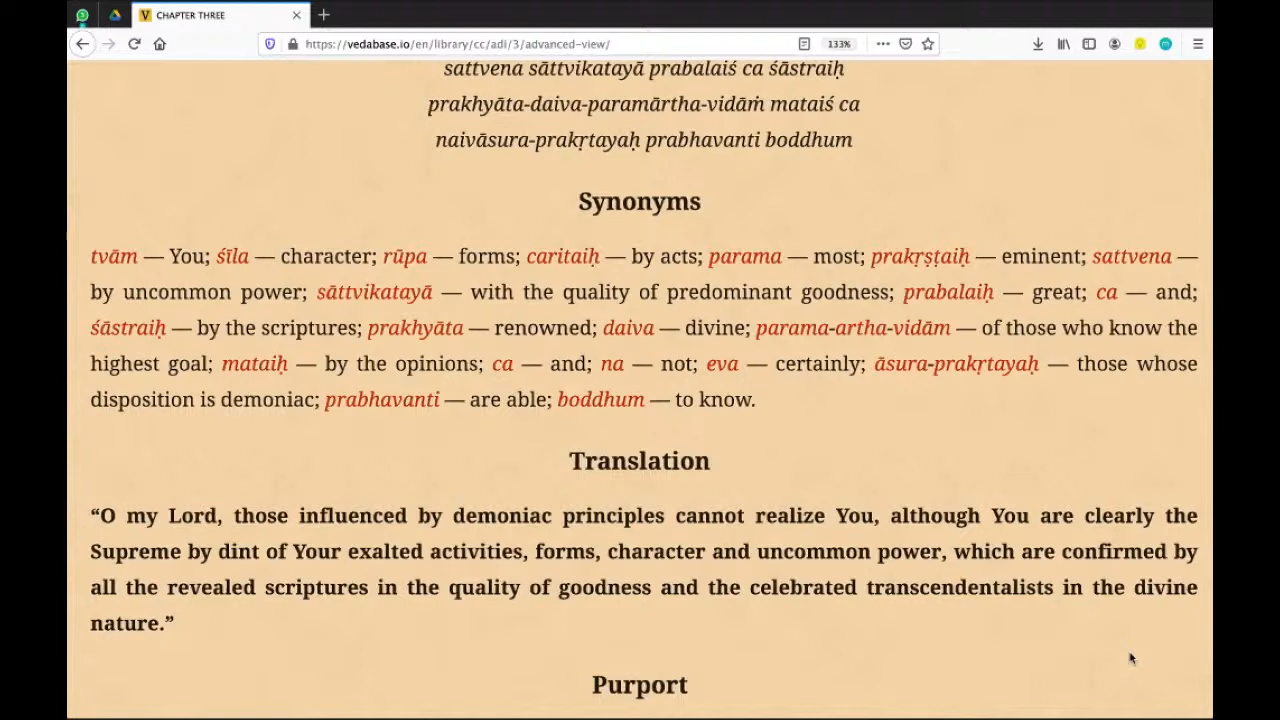 CHAPTER THREE
https://vedabase.io/en/library/cc/adi/3/advanced-view/
133%
sattvena sāttvikatayā prabalaiś ca śāstraiḥ
prakhyāta-daiva-paramārtha-vidāṁ mataiś ca
naivāsura-prakṛtayaḥ prabhavanti boddhum
Synonyms
tvām — You; śīla — character; rūpa — forms; caritaiḥ — by acts; parama — most; prakṛṣṭaiḥ — eminent; sattvena —
by uncommon power; sāttvikatayā — with the quality of predominant goodness; prabalaiḥ — great; ca — and;
śāstraiḥ — by the scriptures; prakhyāta — renowned; daiva — divine; parama-artha-vidām — of those who know the
highest goal; mataiḥ — by the opinions; ca — and; na — not; eva — certainly; āsura-prakṛtayaḥ — those whose
disposition is demoniac; prabhavanti — are able; boddhum — to know.
Translation
“O my Lord, those influenced by demoniac principles cannot realize You, although You are clearly the
Supreme by dint of Your exalted activities, forms, character and uncommon power, which are confirmed by
all the revealed scriptures in the quality of goodness and the celebrated transcendentalists in the divine
nature.”
Purport